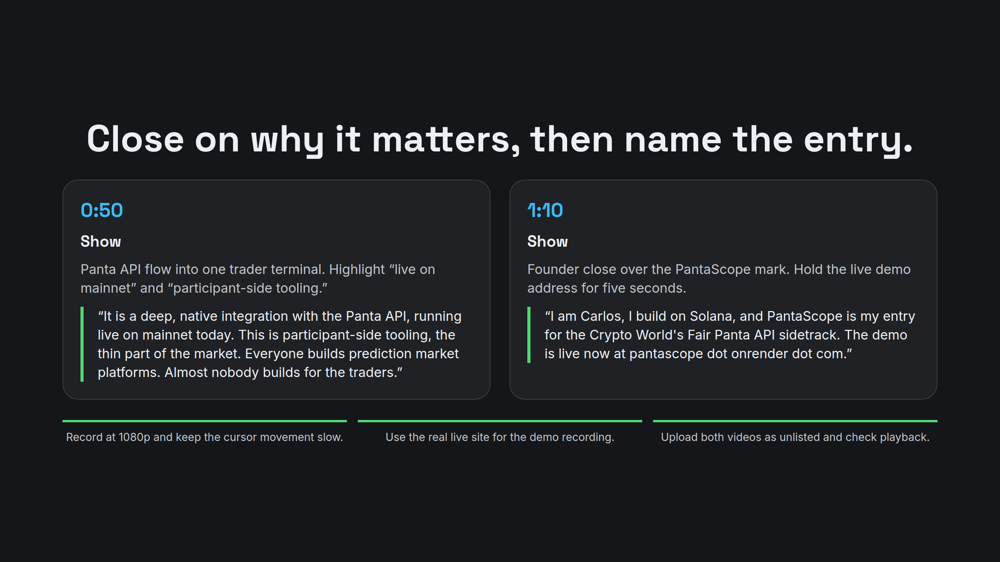 Close on why it matters, then name the entry.
0:50
Show
Panta API flow into one trader terminal. Highlight “live on
mainnet” and “participant-side tooling.”
“It is a deep, native integration with the Panta API, running
live on mainnet today. This is participant-side tooling, the
thin part of the market. Everyone builds prediction market
platforms. Almost nobody builds for the traders.”
1:10
Show
Founder close over the PantaScope mark. Hold the live demo
address for five seconds.
“I am Carlos, I build on Solana, and PantaScope is my entry
for the Crypto World's Fair Panta API sidetrack. The demo
is live now at pantascope dot onrender dot com.”
Record at 1080p and keep the cursor movement slow.
Use the real live site for the demo recording.
Upload both videos as unlisted and check playback.